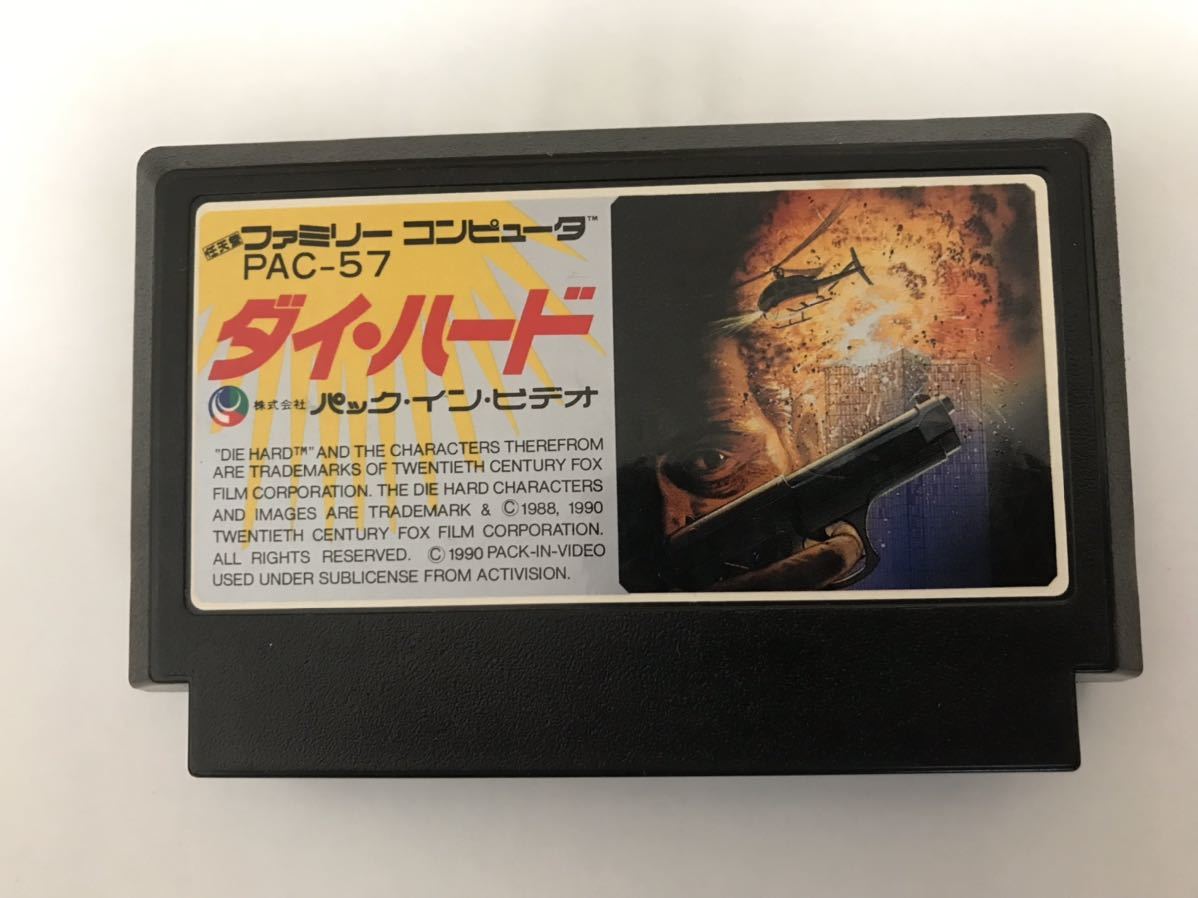 任天堂 ファミリー コンピュータ™
PAC-57
ダイ・ハード
株式会社 パック・イン・ビデオ
"DIE HARD™" AND THE CHARACTERS THEREFROM
ARE TRADEMARKS OF TWENTIETH CENTURY FOX
FILM CORPORATION. THE DIE HARD CHARACTERS
AND IMAGES ARE TRADEMARK & ©1988, 1990
TWENTIETH CENTURY FOX FILM CORPORATION.
ALL RIGHTS RESERVED. ©1990 PACK-IN-VIDEO
USED UNDER SUBLICENSE FROM ACTIVISION.